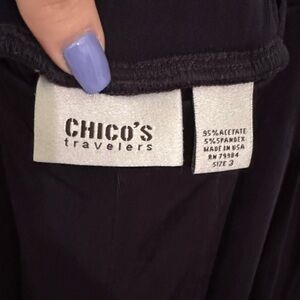 CHICO'S
travelers
95% ACETATE
5% SPANDEX
MADE IN USA
RN 79984
SIZE 3